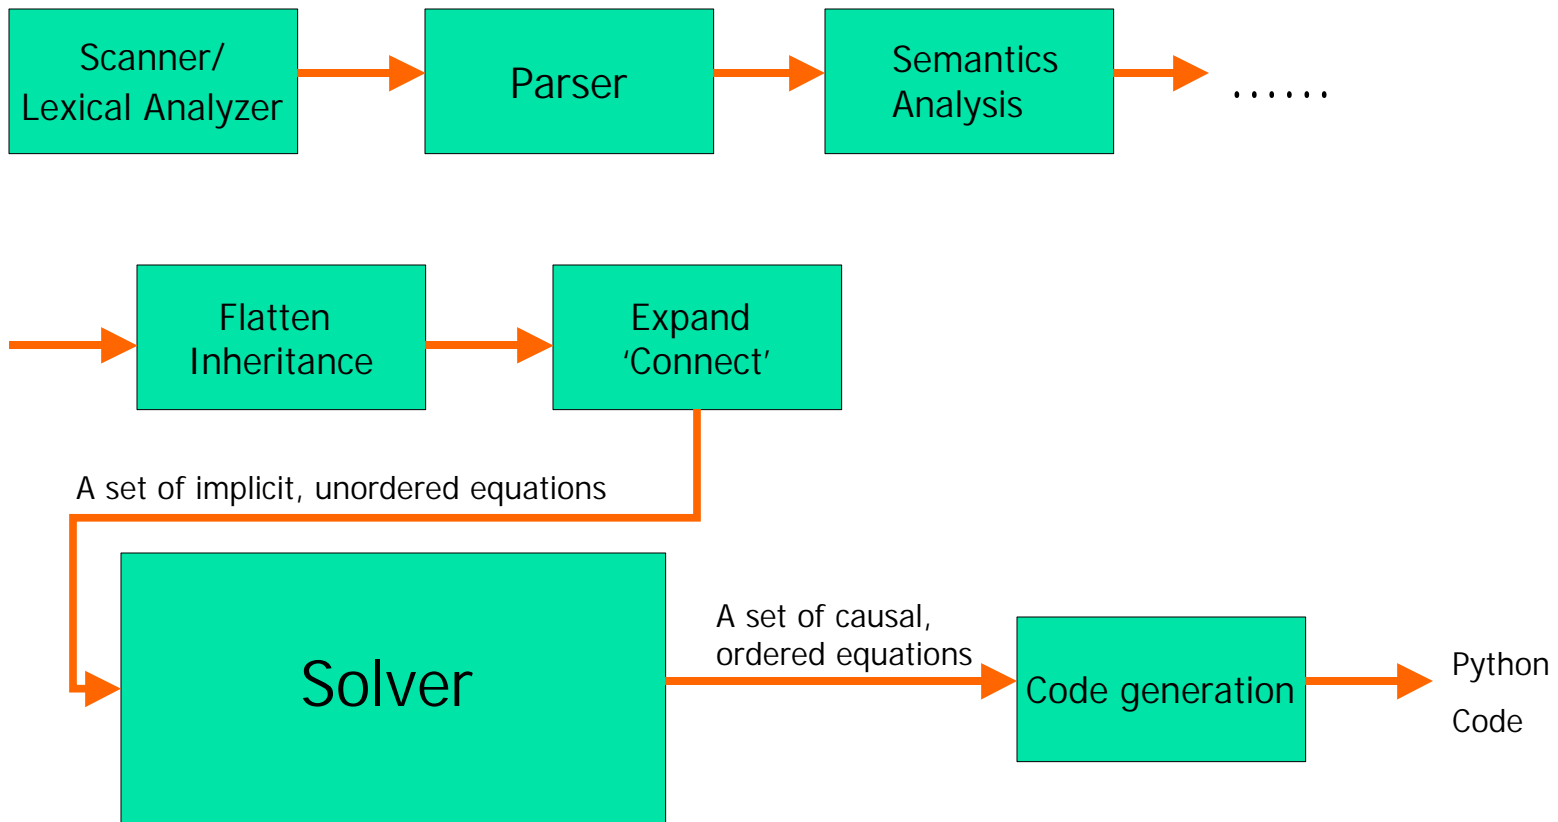 Scanner/
Lexical Analyzer
Parser
Semantics
Analysis
......
Flatten
Inheritance
Expand
‘Connect’
A set of implicit, unordered equations
Solver
A set of causal,
ordered equations
Code generation
Python
Code